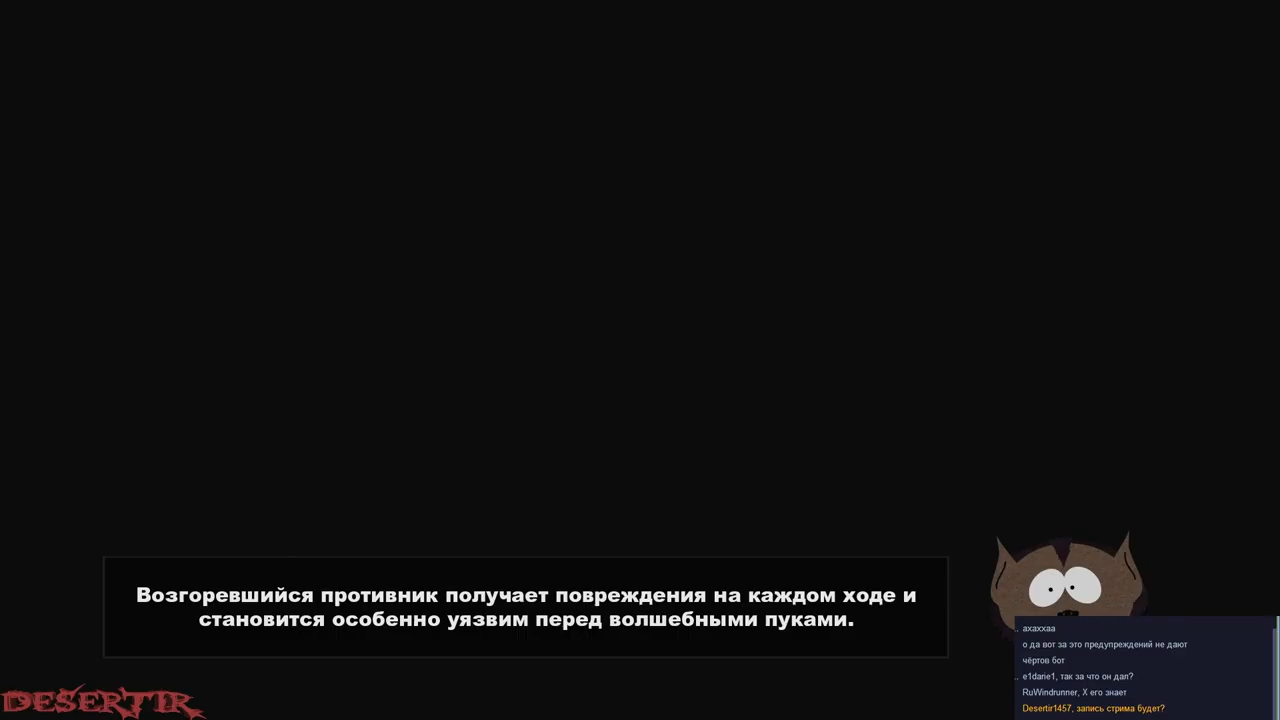 Возгоревшийся противник получает повреждения на каждом ходе и
становится особенно уязвим перед волшебными пуками.
ахаххаа
о да вот за это предупреждений не дают
чёртов бот
e1darie1, так за что он дал?
RuWindrunner, Х его знает
Desertir1457, запись стрима будет?
DESERTIR